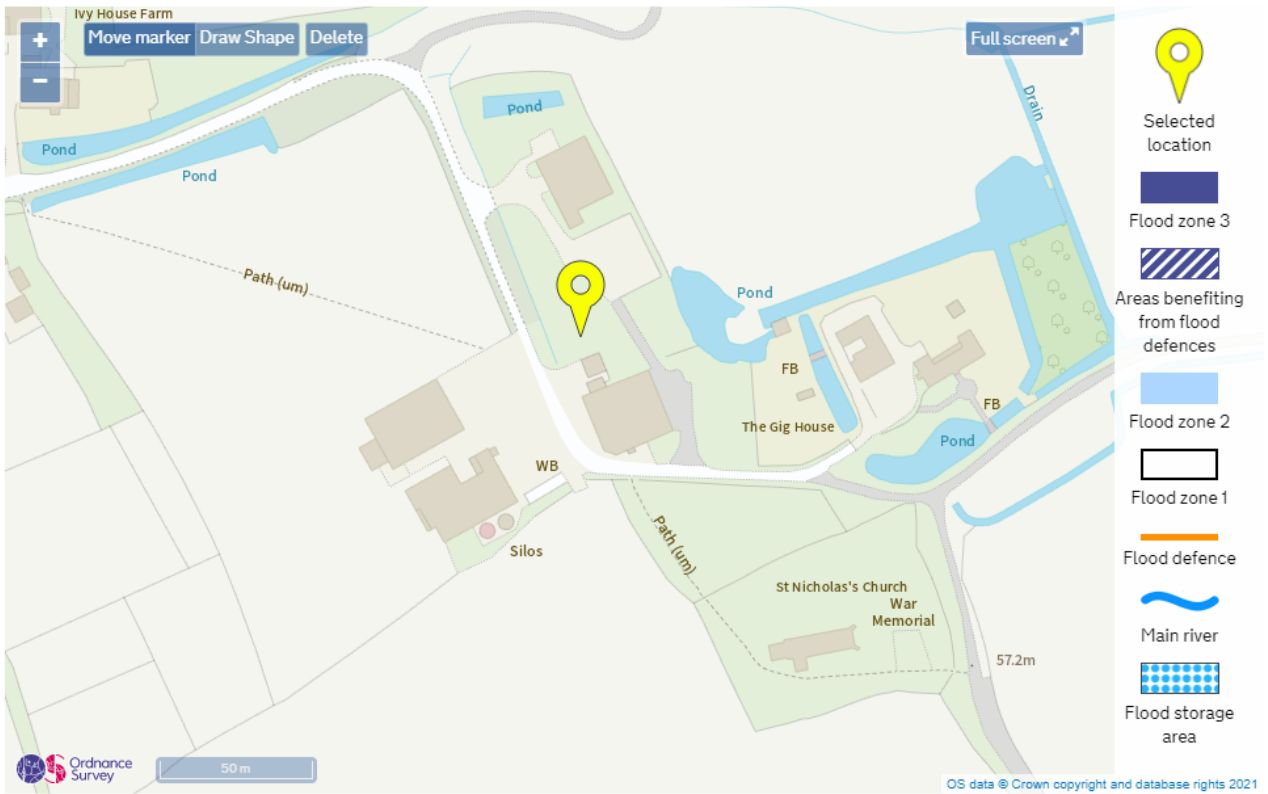 Ivy House Farm
+
−
Move marker
Draw Shape
Delete
Full screen
Pond
Drain
Pond
Pond
Path (um)
Pond
FB
The Gig House
FB
Pond
WB
Silos
Path (um)
St Nicholas's Church
War
Memorial
57.2m
Ordnance
Survey
50 m
OS data © Crown copyright and database rights 2021
Selected
location
Flood zone 3
Areas benefiting
from flood
defences
Flood zone 2
Flood zone 1
Flood defence
Main river
Flood storage
area